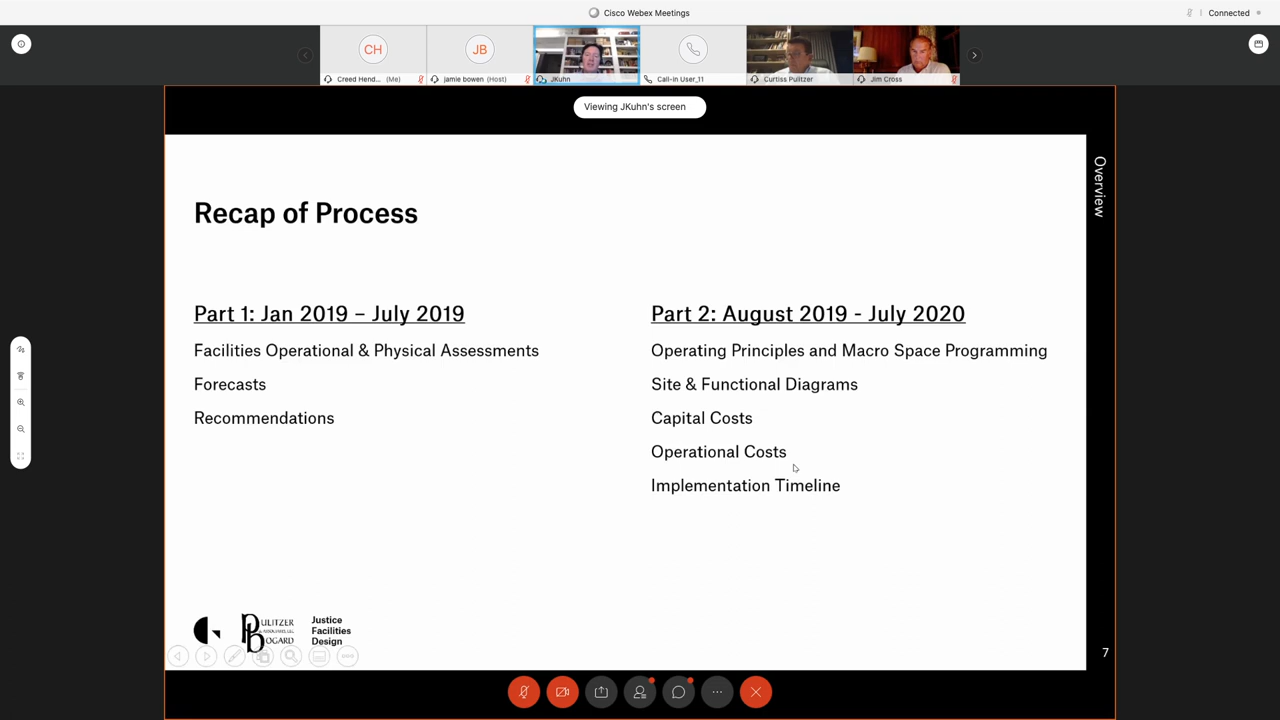 Cisco Webex Meetings
Connected
CH
JB
Creed Hend... (Me)
jamie bowen (Host)
JKuhn
Call-in User_11
Curtiss Pulitzer
Jim Cross
Viewing JKuhn's screen
Overview
Recap of Process
Part 1: Jan 2019 – July 2019
Facilities Operational & Physical Assessments
Forecasts
Recommendations
Part 2: August 2019 - July 2020
Operating Principles and Macro Space Programming
Site & Functional Diagrams
Capital Costs
Operational Costs
Implementation Timeline
PULITZER
BOGARD
Justice
Facilities
Design
7